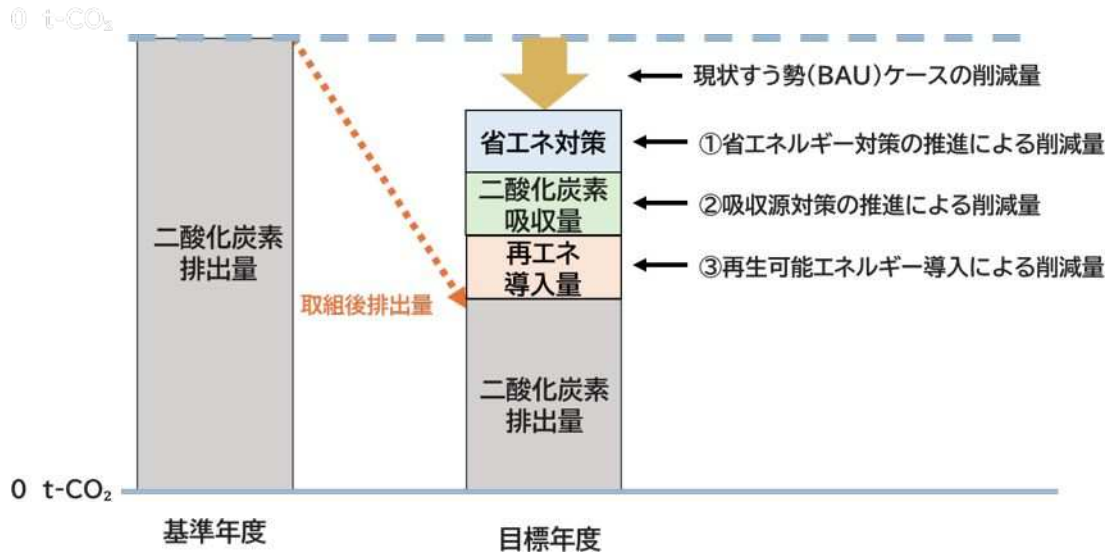 0 t-CO₂
現状すう勢(BAU)ケースの削減量
省エネ対策
①省エネルギー対策の推進による削減量
二酸化炭素
吸収量
②吸収源対策の推進による削減量
二酸化炭素
排出量
再エネ
導入量
③再生可能エネルギー導入による削減量
取組後排出量
二酸化炭素
排出量
0 t-CO₂
基準年度
目標年度